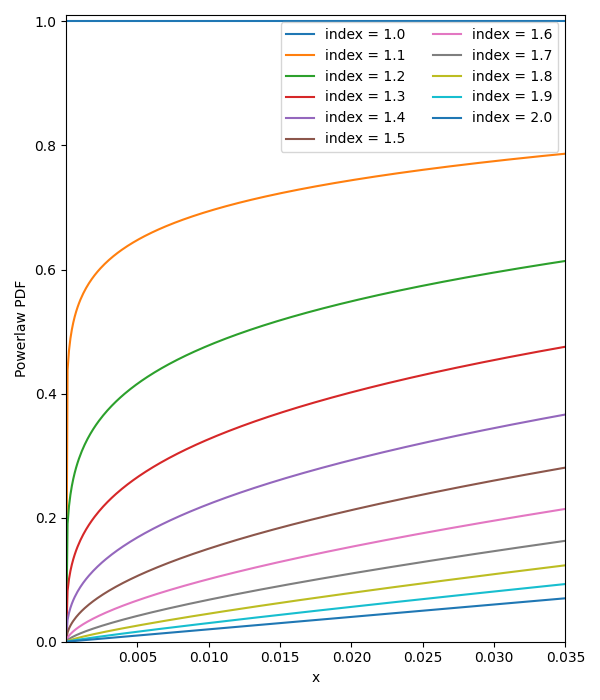 1.0
0.8
0.6
0.4
0.2
0.0
Powerlaw PDF
index = 1.0
index = 1.1
index = 1.2
index = 1.3
index = 1.4
index = 1.5
index = 1.6
index = 1.7
index = 1.8
index = 1.9
index = 2.0
0.005 0.010 0.015 0.020 0.025 0.030 0.035
x